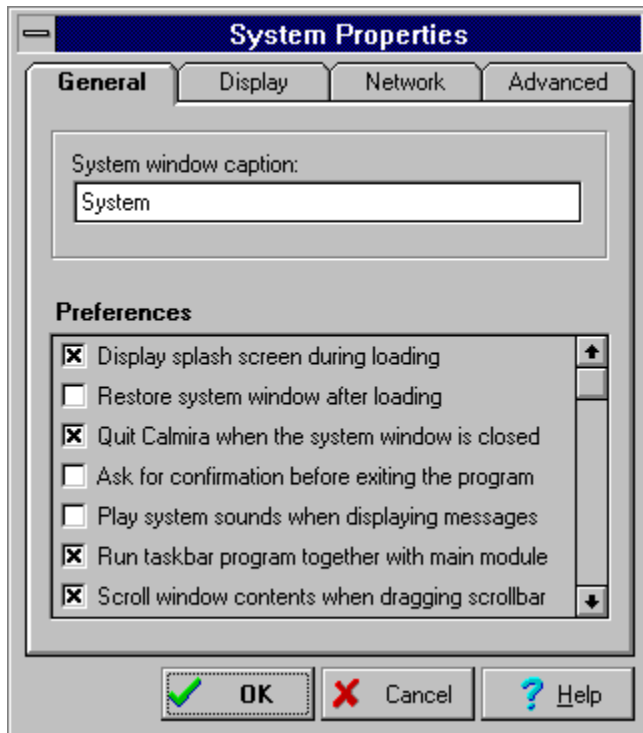 System Properties
General Display Network Advanced
System window caption:
System
Preferences
Display splash screen during loading
Restore system window after loading
Quit Calmira when the system window is closed
Ask for confirmation before exiting the program
Play system sounds when displaying messages
Run taskbar program together with main module
Scroll window contents when dragging scrollbar
OK Cancel Help